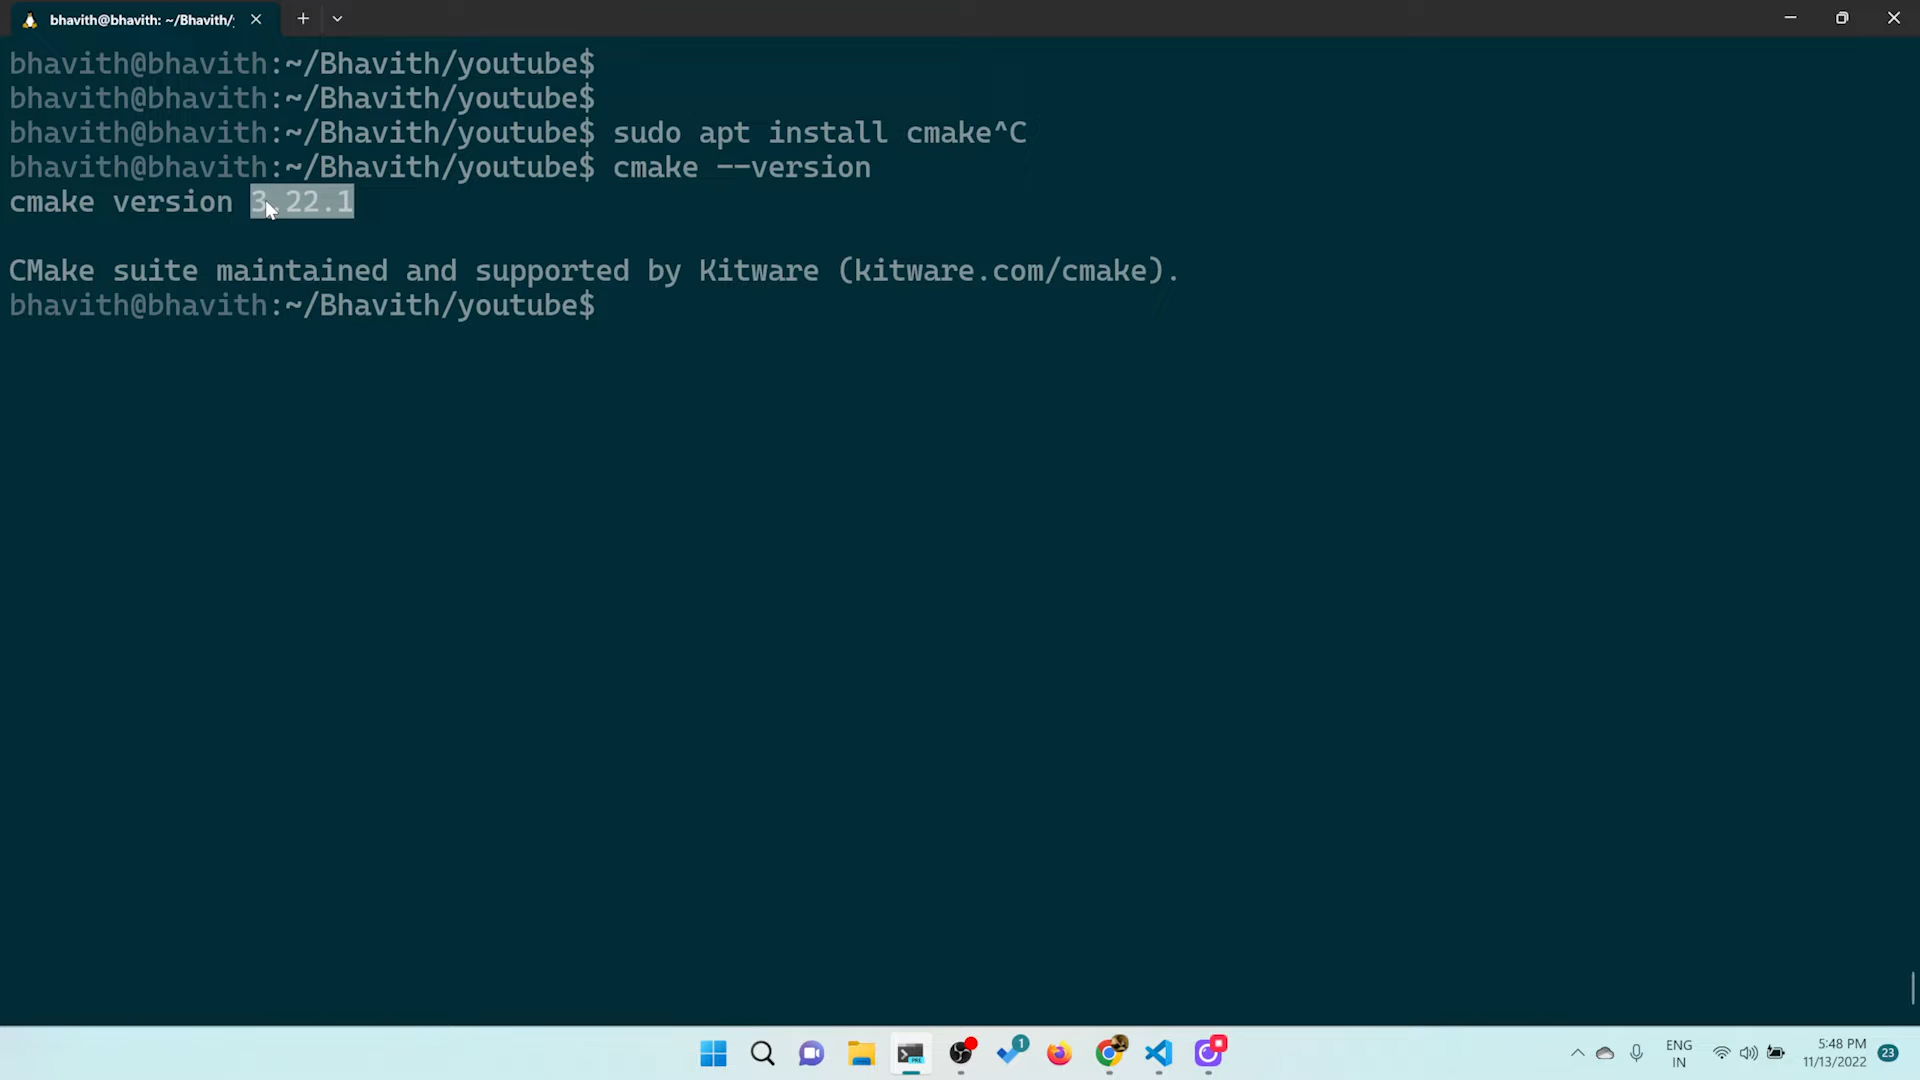 bhavith@bhavith: ~/Bhavith/
bhavith@bhavith:~/Bhavith/youtube$
bhavith@bhavith:~/Bhavith/youtube$
bhavith@bhavith:~/Bhavith/youtube$ sudo apt install cmake^C
bhavith@bhavith:~/Bhavith/youtube$ cmake --version
cmake version 3.22.1
CMake suite maintained and supported by Kitware (kitware.com/cmake).
bhavith@bhavith:~/Bhavith/youtube$
PRE
1
ENG
IN
5:48 PM
11/13/2022
23